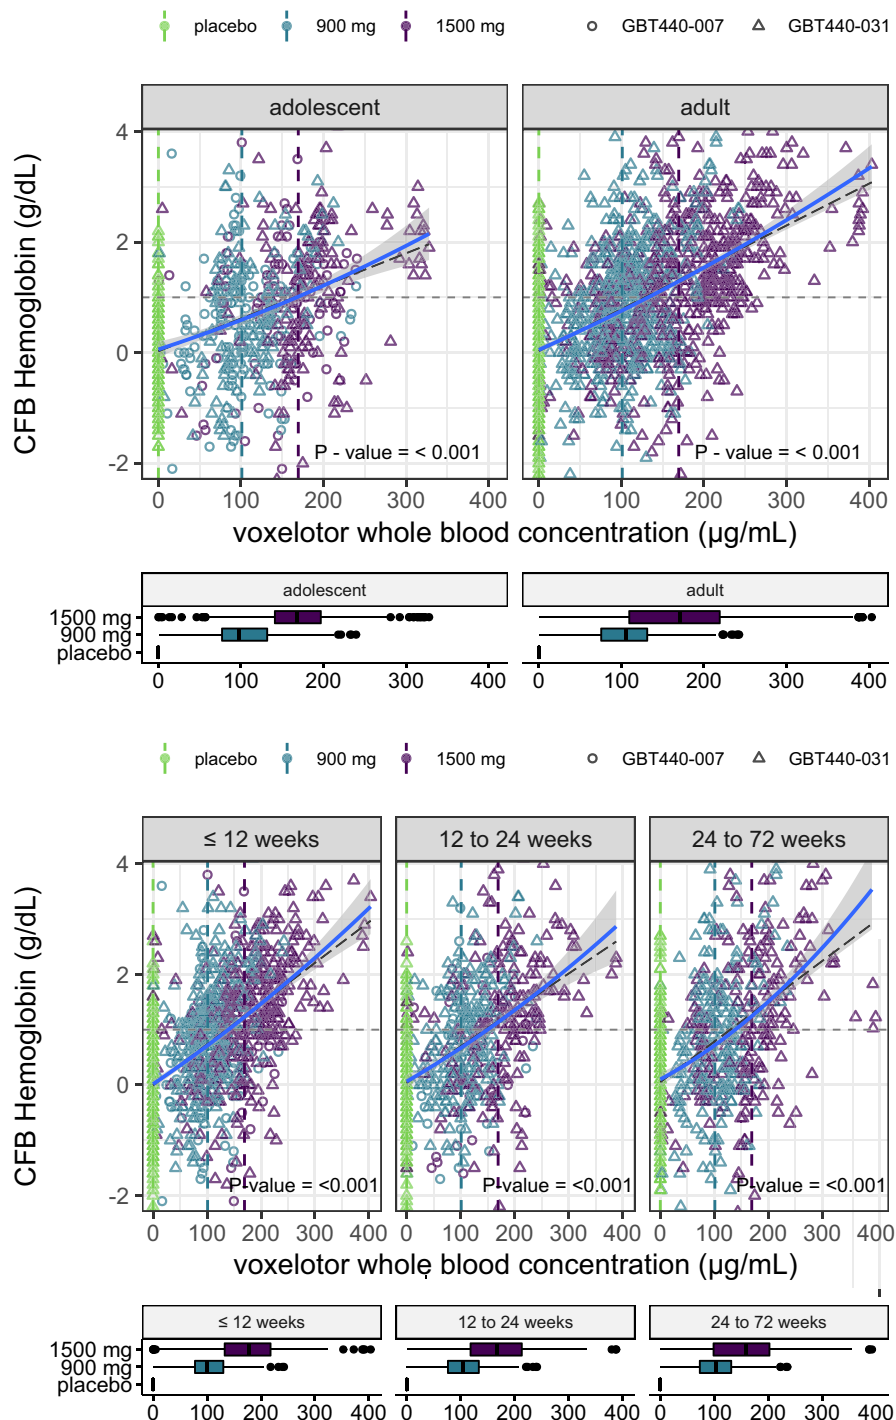 placebo 900 mg 1500 mg GBT440-007 GBT440-031
adolescent adult
CFB Hemoglobin (g/dL)
4
2
0
-2
P - value = < 0.001 P - value = < 0.001
0 100 200 300 400 0 100 200 300 400
voxelotor whole blood concentration (µg/mL)
adolescent adult
1500 mg
900 mg
placebo
0 100 200 300 400 0 100 200 300 400
placebo 900 mg 1500 mg GBT440-007 GBT440-031
≤ 12 weeks 12 to 24 weeks 24 to 72 weeks
CFB Hemoglobin (g/dL)
4
2
0
-2
P-value = <0.001 P-value = <0.001 P-value = <0.001
0 100 200 300 400 0 100 200 300 400 0 100 200 300 400
voxelotor whole blood concentration (µg/mL)
≤ 12 weeks 12 to 24 weeks 24 to 72 weeks
1500 mg
900 mg
placebo
0 100 200 300 400 0 100 200 300 400 0 100 200 300 400